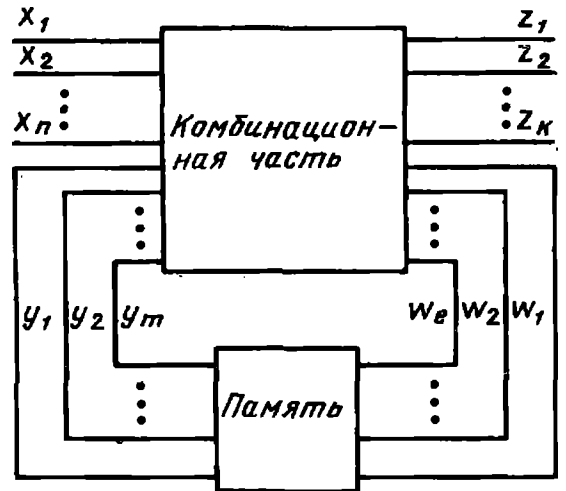 x₁
z₁
x₂
z₂
xₙ
zₖ
Комбинацион-
ная часть
y₁
y₂
yₘ
wₑ
w₂
w₁
Память